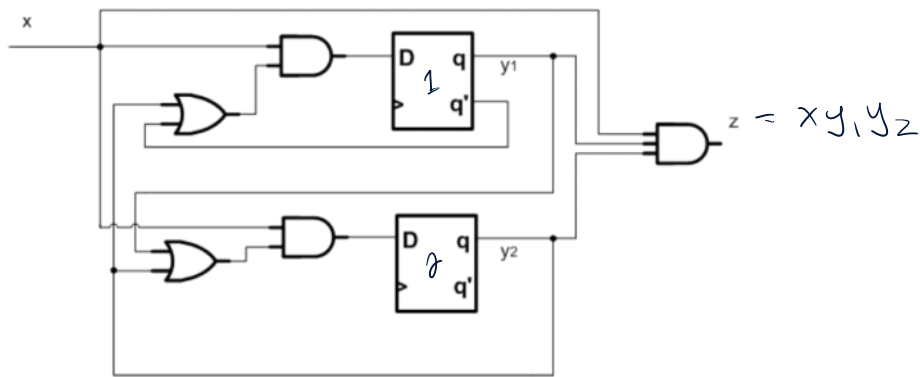 x
D q y1
1
q'
z = xy₁y₂
D q
y2
2
q'